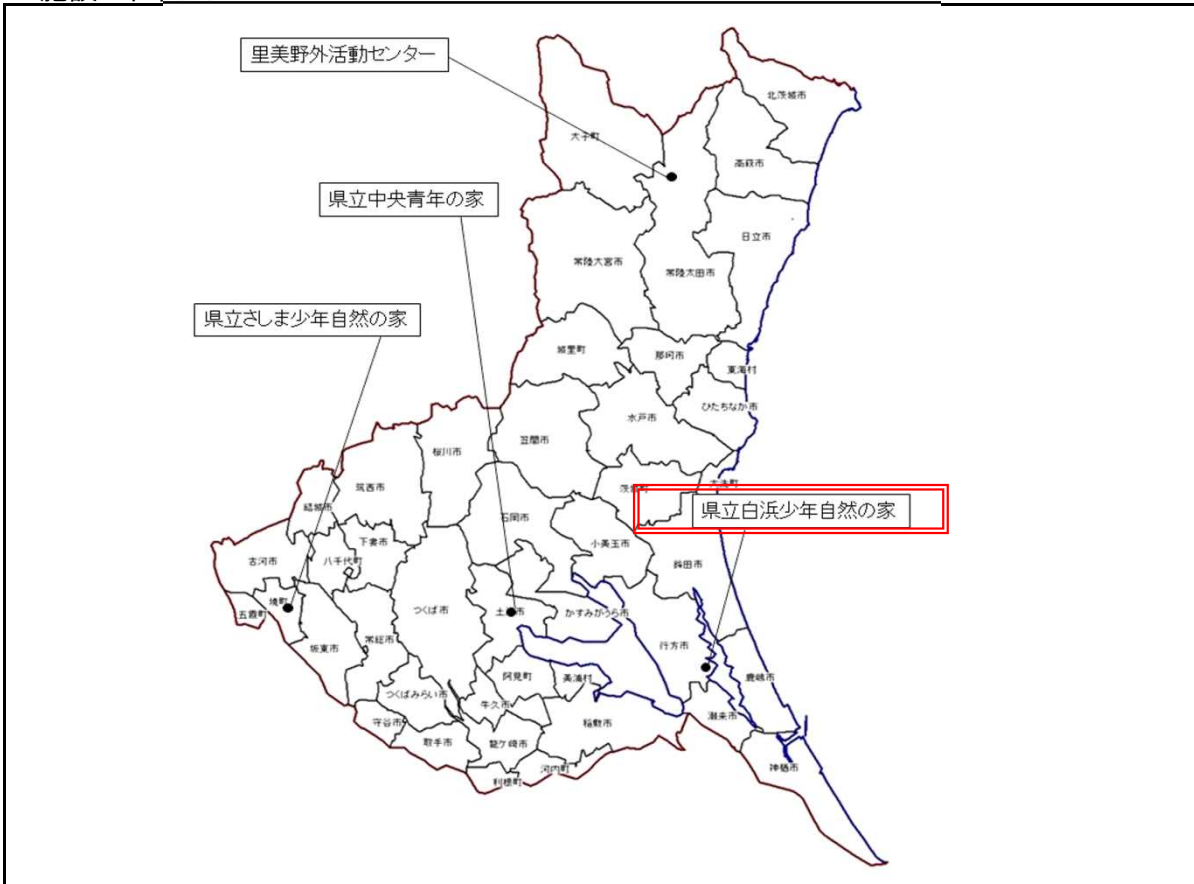 里美野外活動センター
北茨城市
大子町
高萩市
県立中央青年の家
日立市
常陸大宮市
常陸太田市
県立さしま少年自然の家
城里町
那珂市
東海村
ひたちなか市
水戸市
笠間市
桜川市
筑西市
結城市
県立白浜少年自然の家
石岡市
小美玉市
下妻市
古河市
八千代町
鉾田市
境町
五霞町
つくば市
かすみがうら市
坂東市
常総市
行方市
阿見町
美浦村
鹿嶋市
つくばみらい市
牛久市
守谷市
稲敷市
潮来市
取手市
龍ケ崎市
河内町
神栖市
利根町